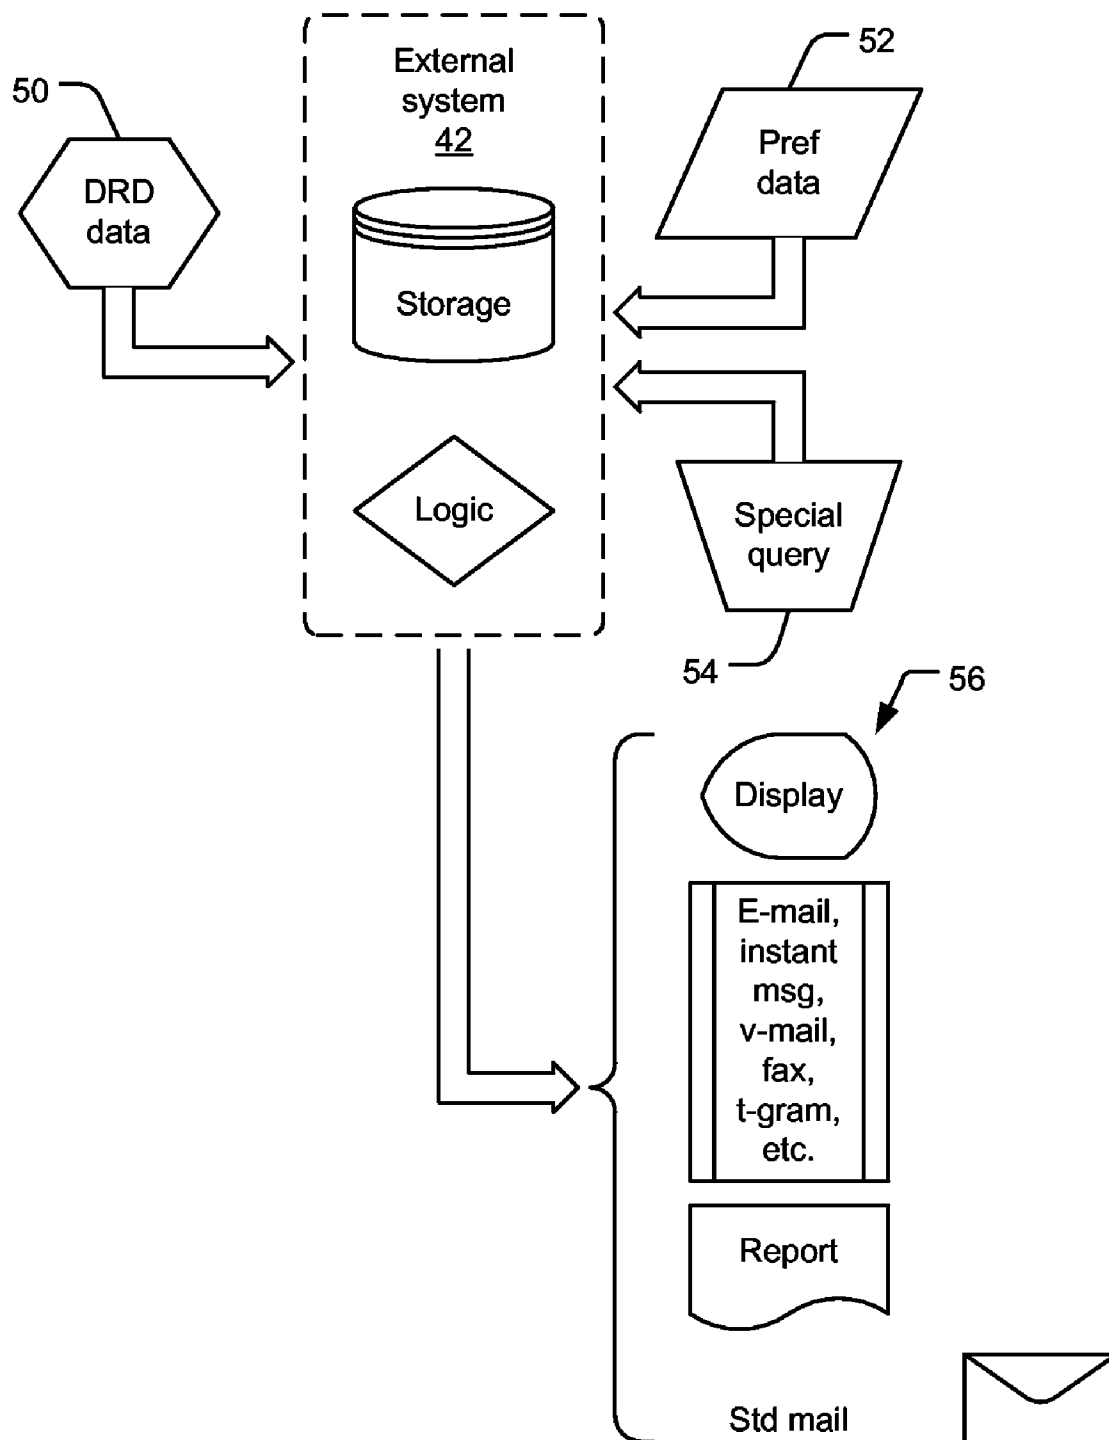 50
DRD
data
External
system
42
Storage
Logic
52
Pref
data
Special
query
54
56
Display
E-mail,
instant
msg,
v-mail,
fax,
t-gram,
etc.
Report
Std mail